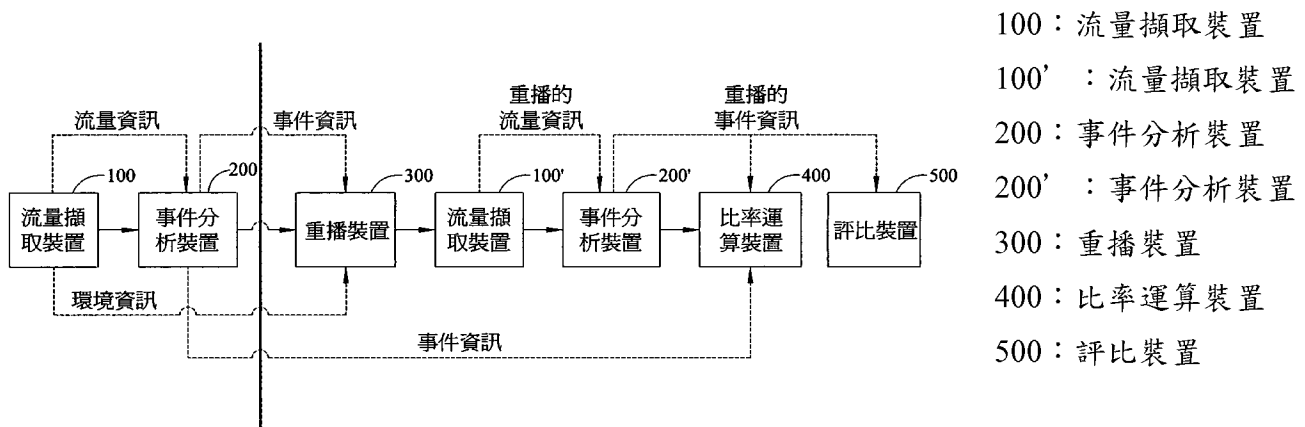 重播的
流量資訊
重播的
事件資訊
流量資訊
事件資訊
100
200
300
100'
200'
400
500
流量擷
取裝置
事件分
析裝置
重播裝置
流量擷
取裝置
事件分
析裝置
比率運
算裝置
評比裝置
環境資訊
事件資訊
100：流量擷取裝置
100'：流量擷取裝置
200：事件分析裝置
200'：事件分析裝置
300：重播裝置
400：比率運算裝置
500：評比裝置